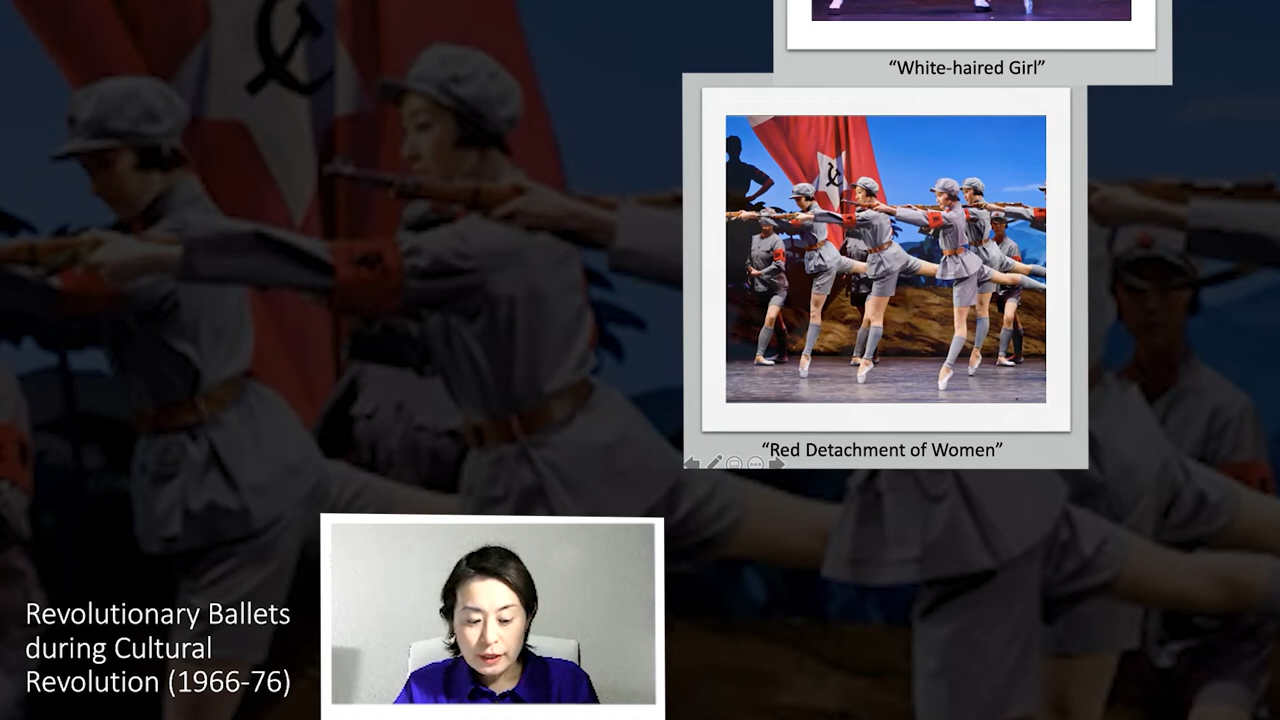 “White-haired Girl”
“Red Detachment of Women”
Revolutionary Ballets
during Cultural
Revolution (1966-76)